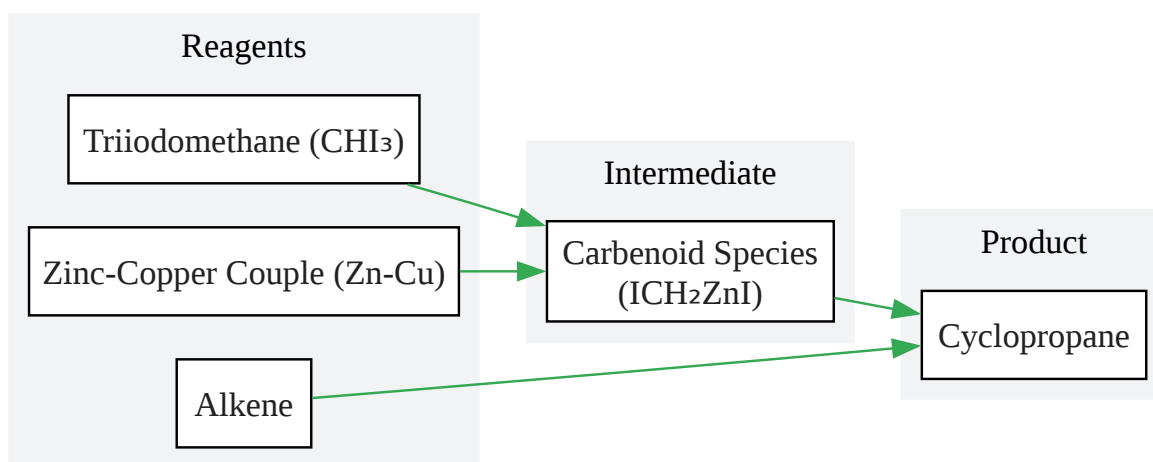 Reagents
Triiodomethane (CHI₃)
Zinc-Copper Couple (Zn-Cu)
Alkene
Intermediate
Carbenoid Species
(ICH₂ZnI)
Product
Cyclopropane